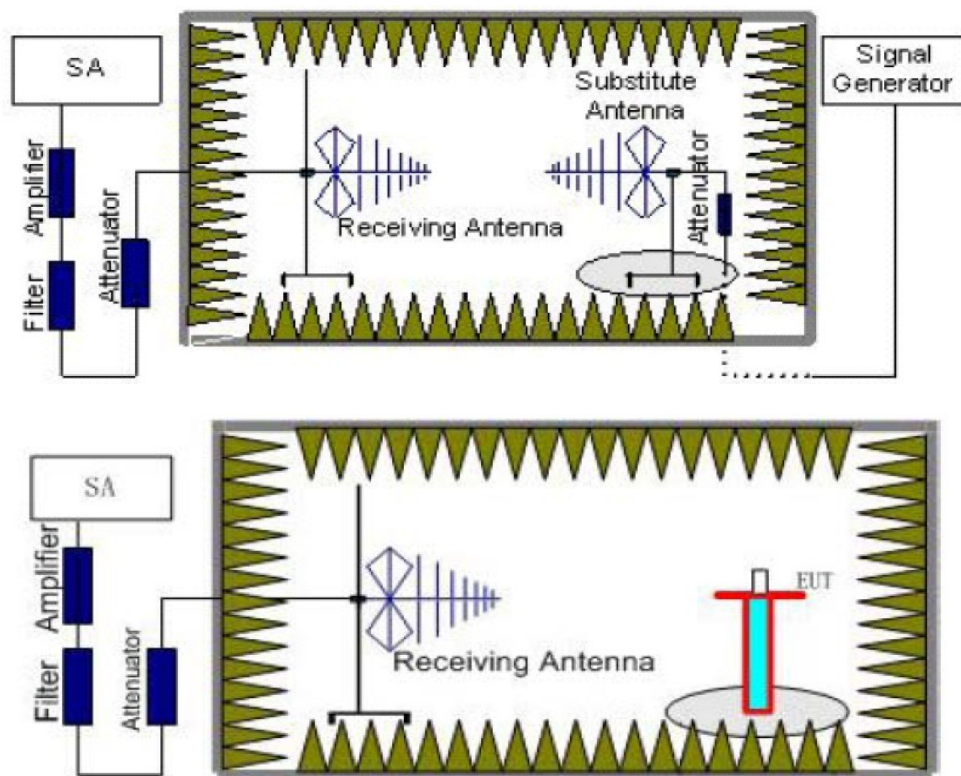 SA
Signal
Generator
Substitute
Antenna
Amplifier
Attenuator
Attenuator
Receiving Antenna
Filter
SA
Amplifier
EUT
Receiving Antenna
Filter
Attenuator